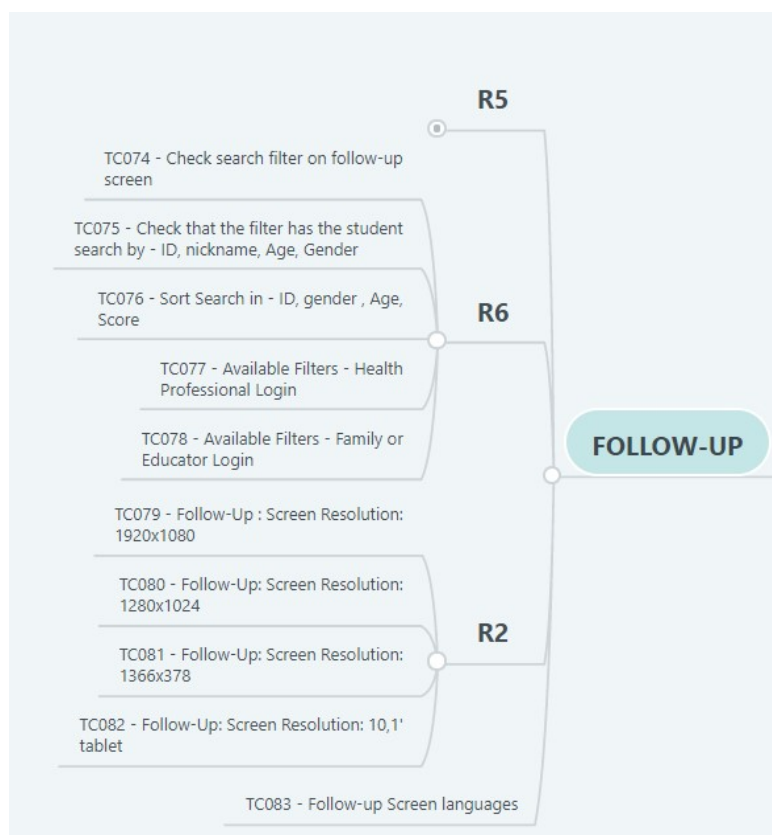 R5
TC074 - Check search filter on follow-up
screen
TC075 - Check that the filter has the student
search by - ID, nickname, Age, Gender
TC076 - Sort Search in - ID, gender , Age,
Score
R6
TC077 - Available Filters - Health
Professional Login
TC078 - Available Filters - Family or
Educator Login
FOLLOW-UP
TC079 - Follow-Up : Screen Resolution:
1920x1080
TC080 - Follow-Up: Screen Resolution:
1280x1024
R2
TC081 - Follow-Up: Screen Resolution:
1366x378
TC082 - Follow-Up: Screen Resolution: 10,1'
tablet
TC083 - Follow-up Screen languages